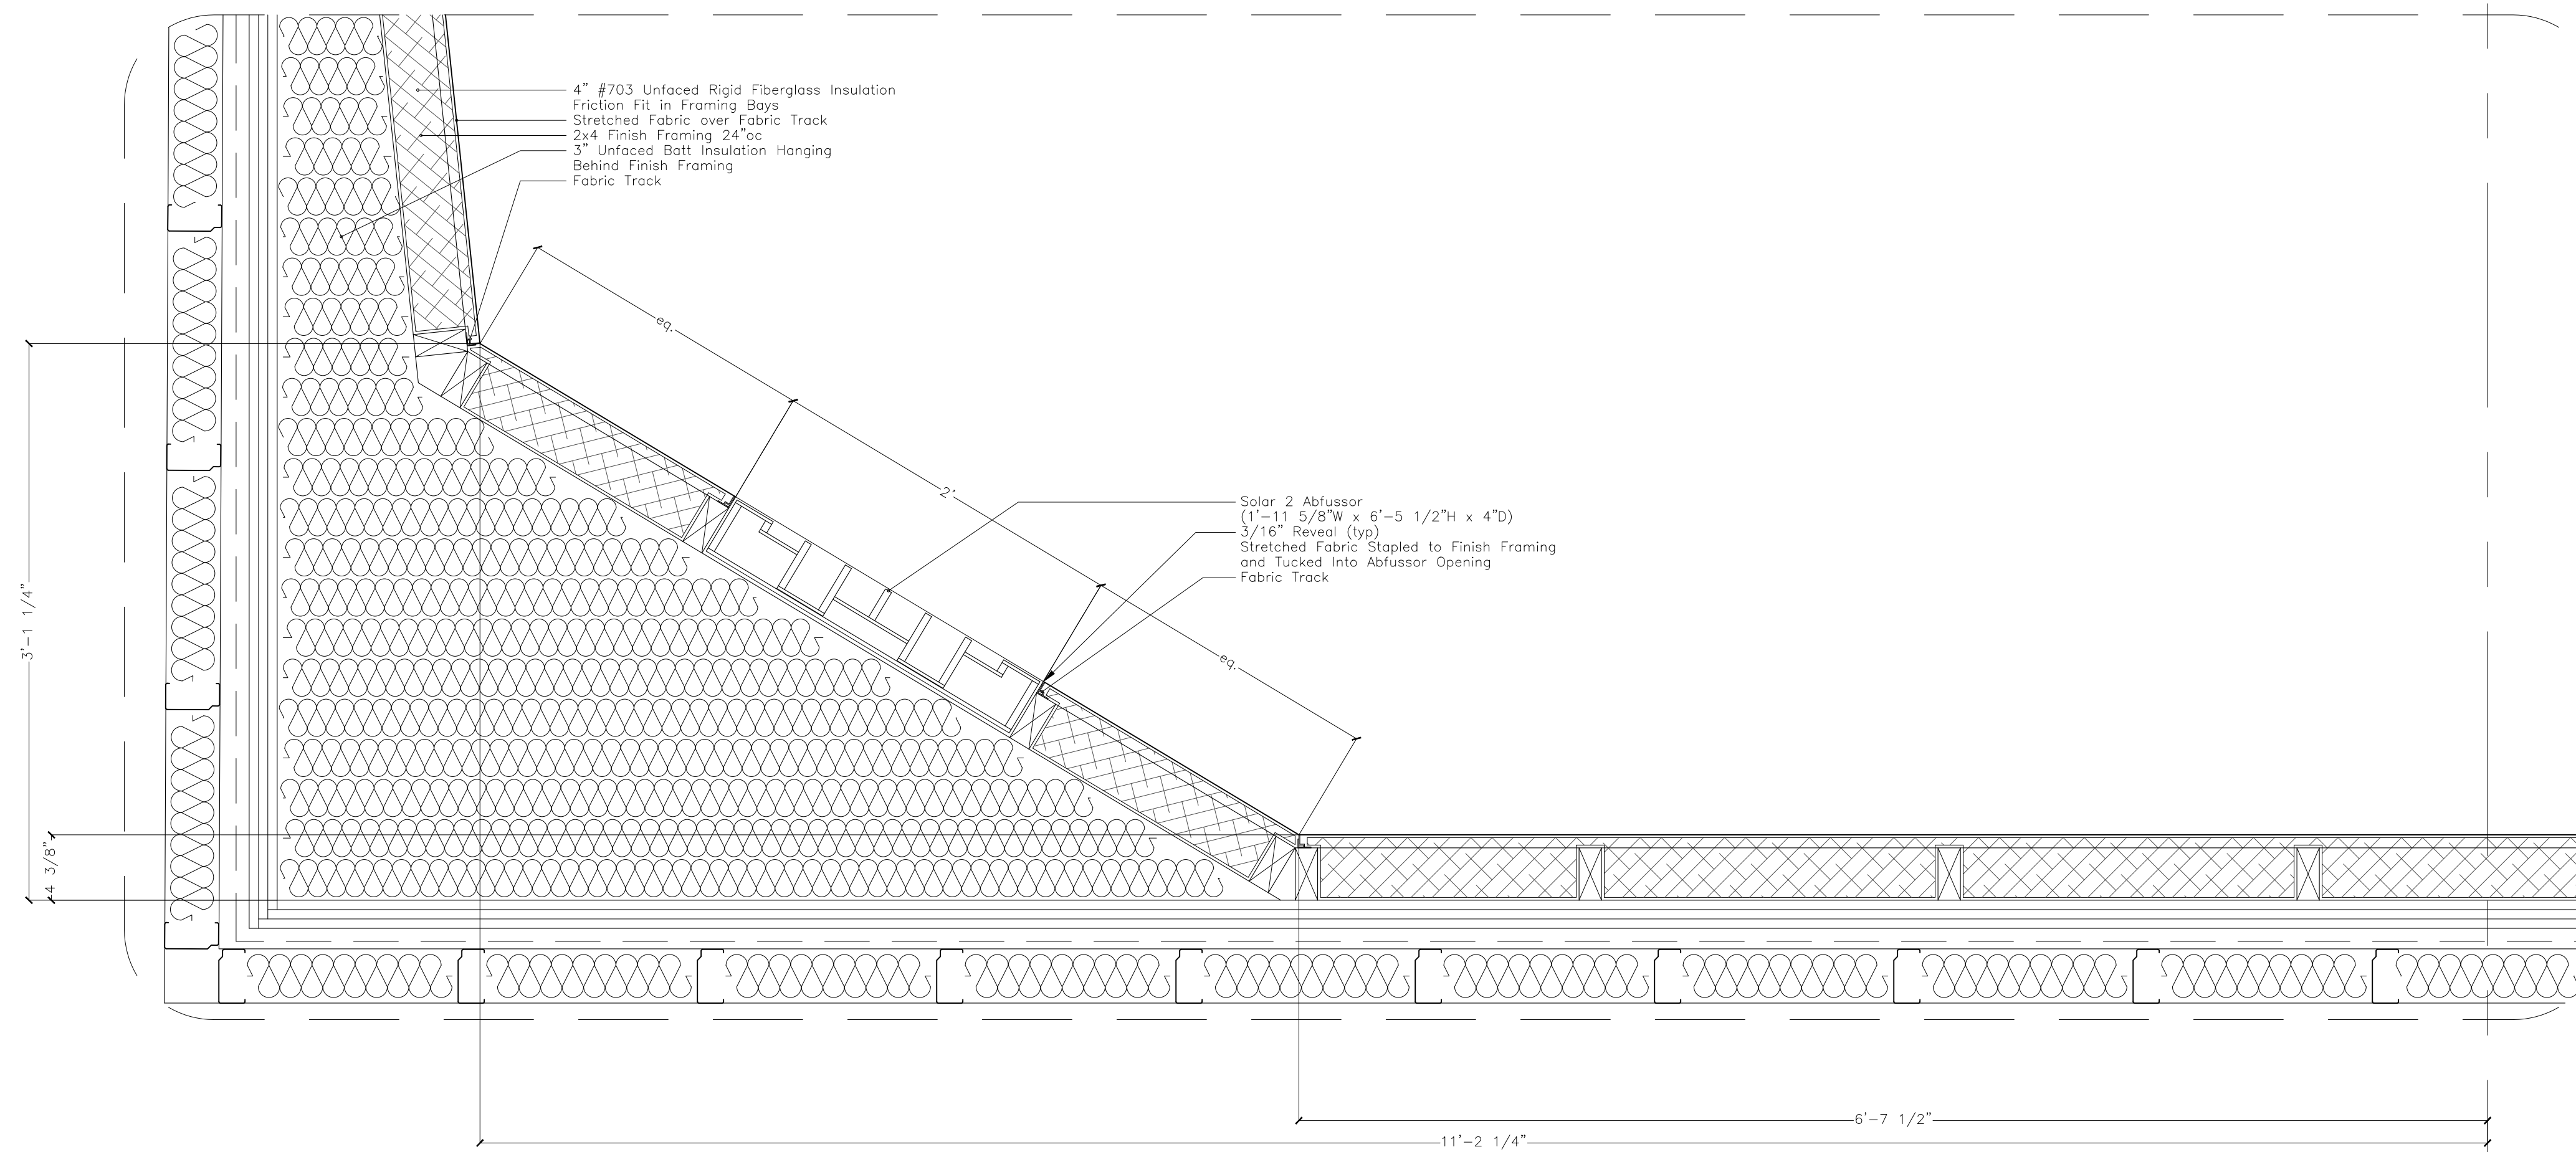 4" #703 Unfaced Rigid Fiberglass Insulation
Friction Fit in Framing Bays
Stretched Fabric over Fabric Track
2x4 Finish Framing 24"oc
3" Unfaced Batt Insulation Hanging
Behind Finish Framing
Fabric Track
eq.
2'
Solar 2 Abfussor
(1'-11 5/8"W x 6'-5 1/2"H x 4"D)
3/16" Reveal (typ)
Stretched Fabric Stapled to Finish Framing
and Tucked Into Abfussor Opening
Fabric Track
eq.
3'-1 1/4"
4 3/8"
6'-7 1/2"
11'-2 1/4"